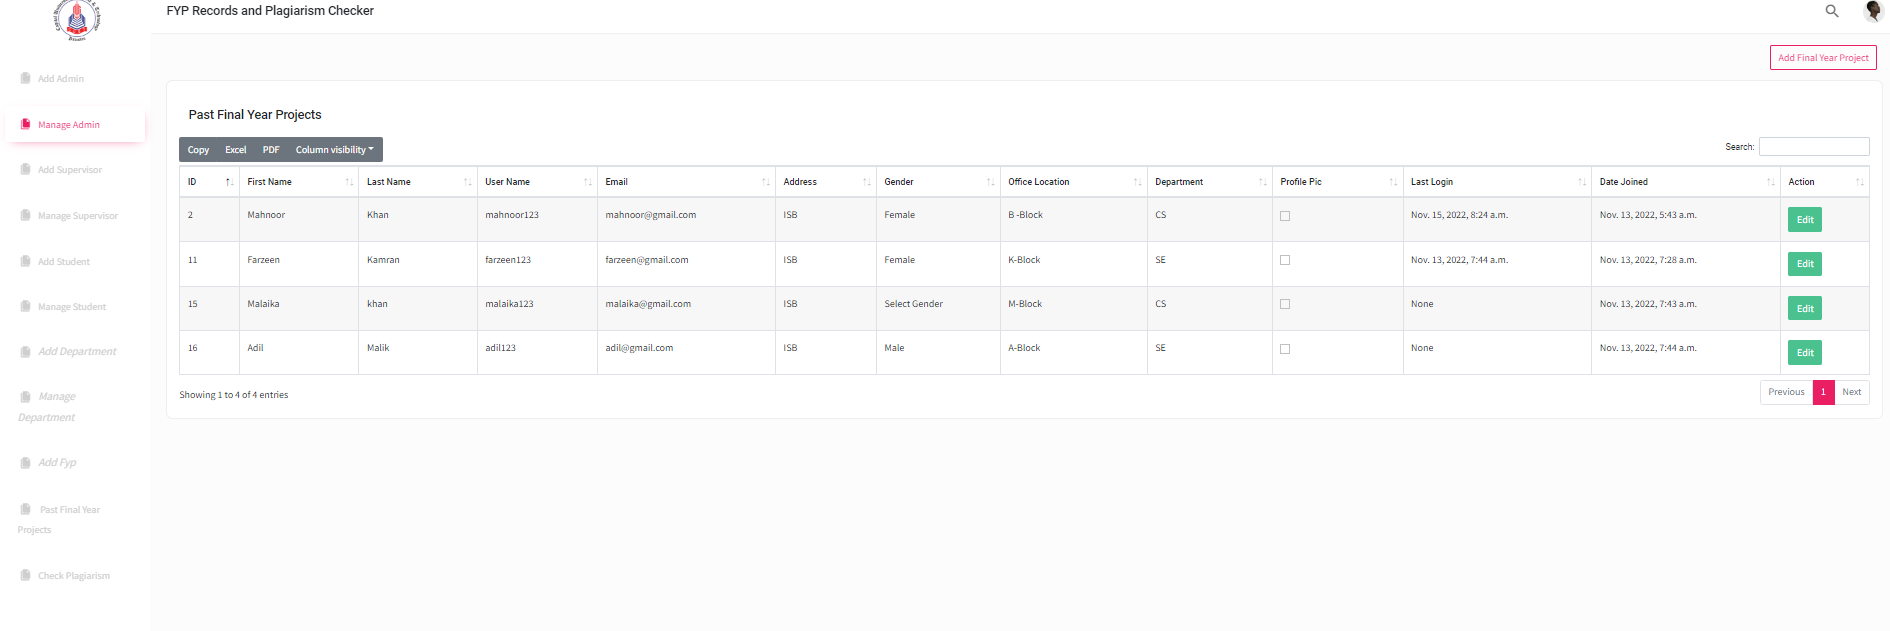 FYP Records and Plagiarism Checker
Add Admin
Manage Admin
Add Supervisor
Manage Supervisor
Add Student
Manage Student
Add Department
Manage
Department
Add Fyp
Past Final Year
Projects
Check Plagiarism
Add Final Year Project
Past Final Year Projects
Copy Excel PDF Column visibility
Search:
ID First Name Last Name User Name Email Address Gender Office Location Department Profile Pic Last Login Date Joined Action
2 Mahnoor Khan mahnoor123 mahnoor@gmail.com ISB Female B -Block CS Nov. 15, 2022, 8:24 a.m. Nov. 13, 2022, 5:43 a.m. Edit
11 Farzeen Kamran farzeen123 farzeen@gmail.com ISB Female K-Block SE Nov. 13, 2022, 7:44 a.m. Nov. 13, 2022, 7:28 a.m. Edit
15 Malaika khan malaika123 malaika@gmail.com ISB Select Gender M-Block CS None Nov. 13, 2022, 7:43 a.m. Edit
16 Adil Malik adil123 adil@gmail.com ISB Male A-Block SE None Nov. 13, 2022, 7:44 a.m. Edit
Showing 1 to 4 of 4 entries
Previous 1 Next